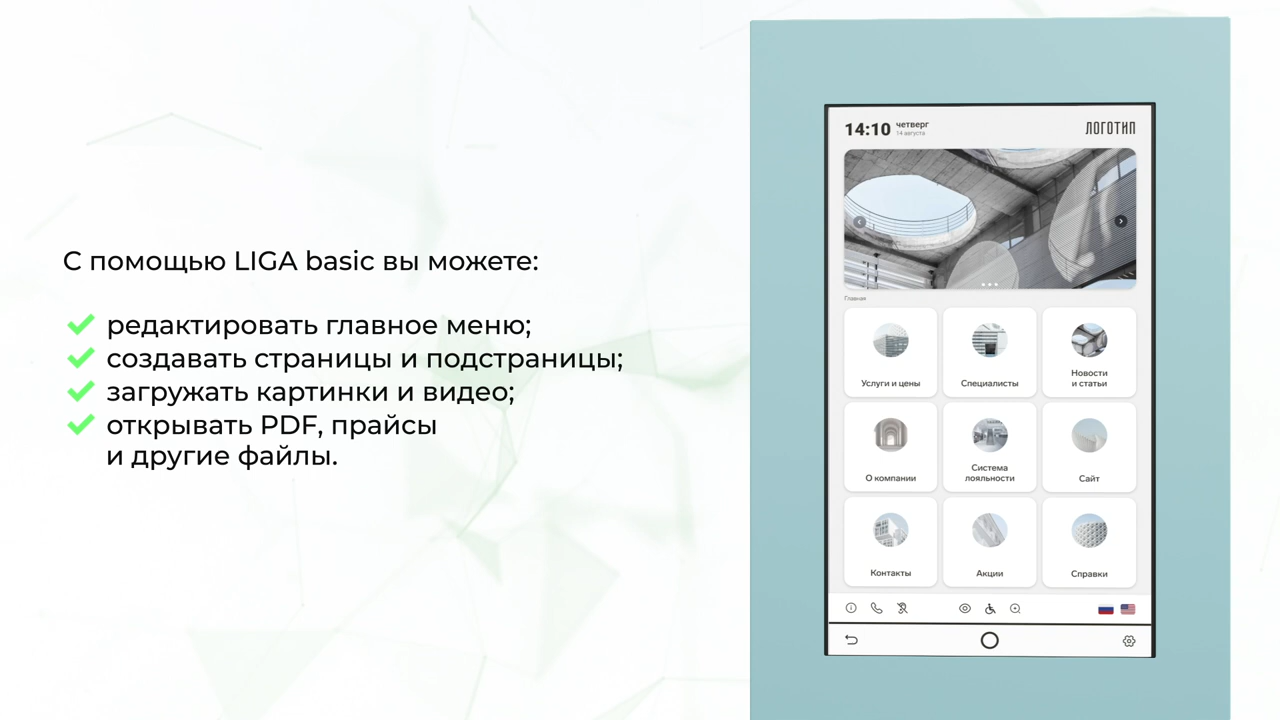 С помощью LIGA basic вы можете:
редактировать главное меню;
создавать страницы и подстраницы;
загружать картинки и видео;
открывать PDF, прайсы
и другие файлы.
14:10 четверг
14 августа
ЛОГОТИП
Главная
Услуги и цены
Специалисты
Новости
и статьи
О компании
Система
лояльности
Сайт
Контакты
Акции
Справки